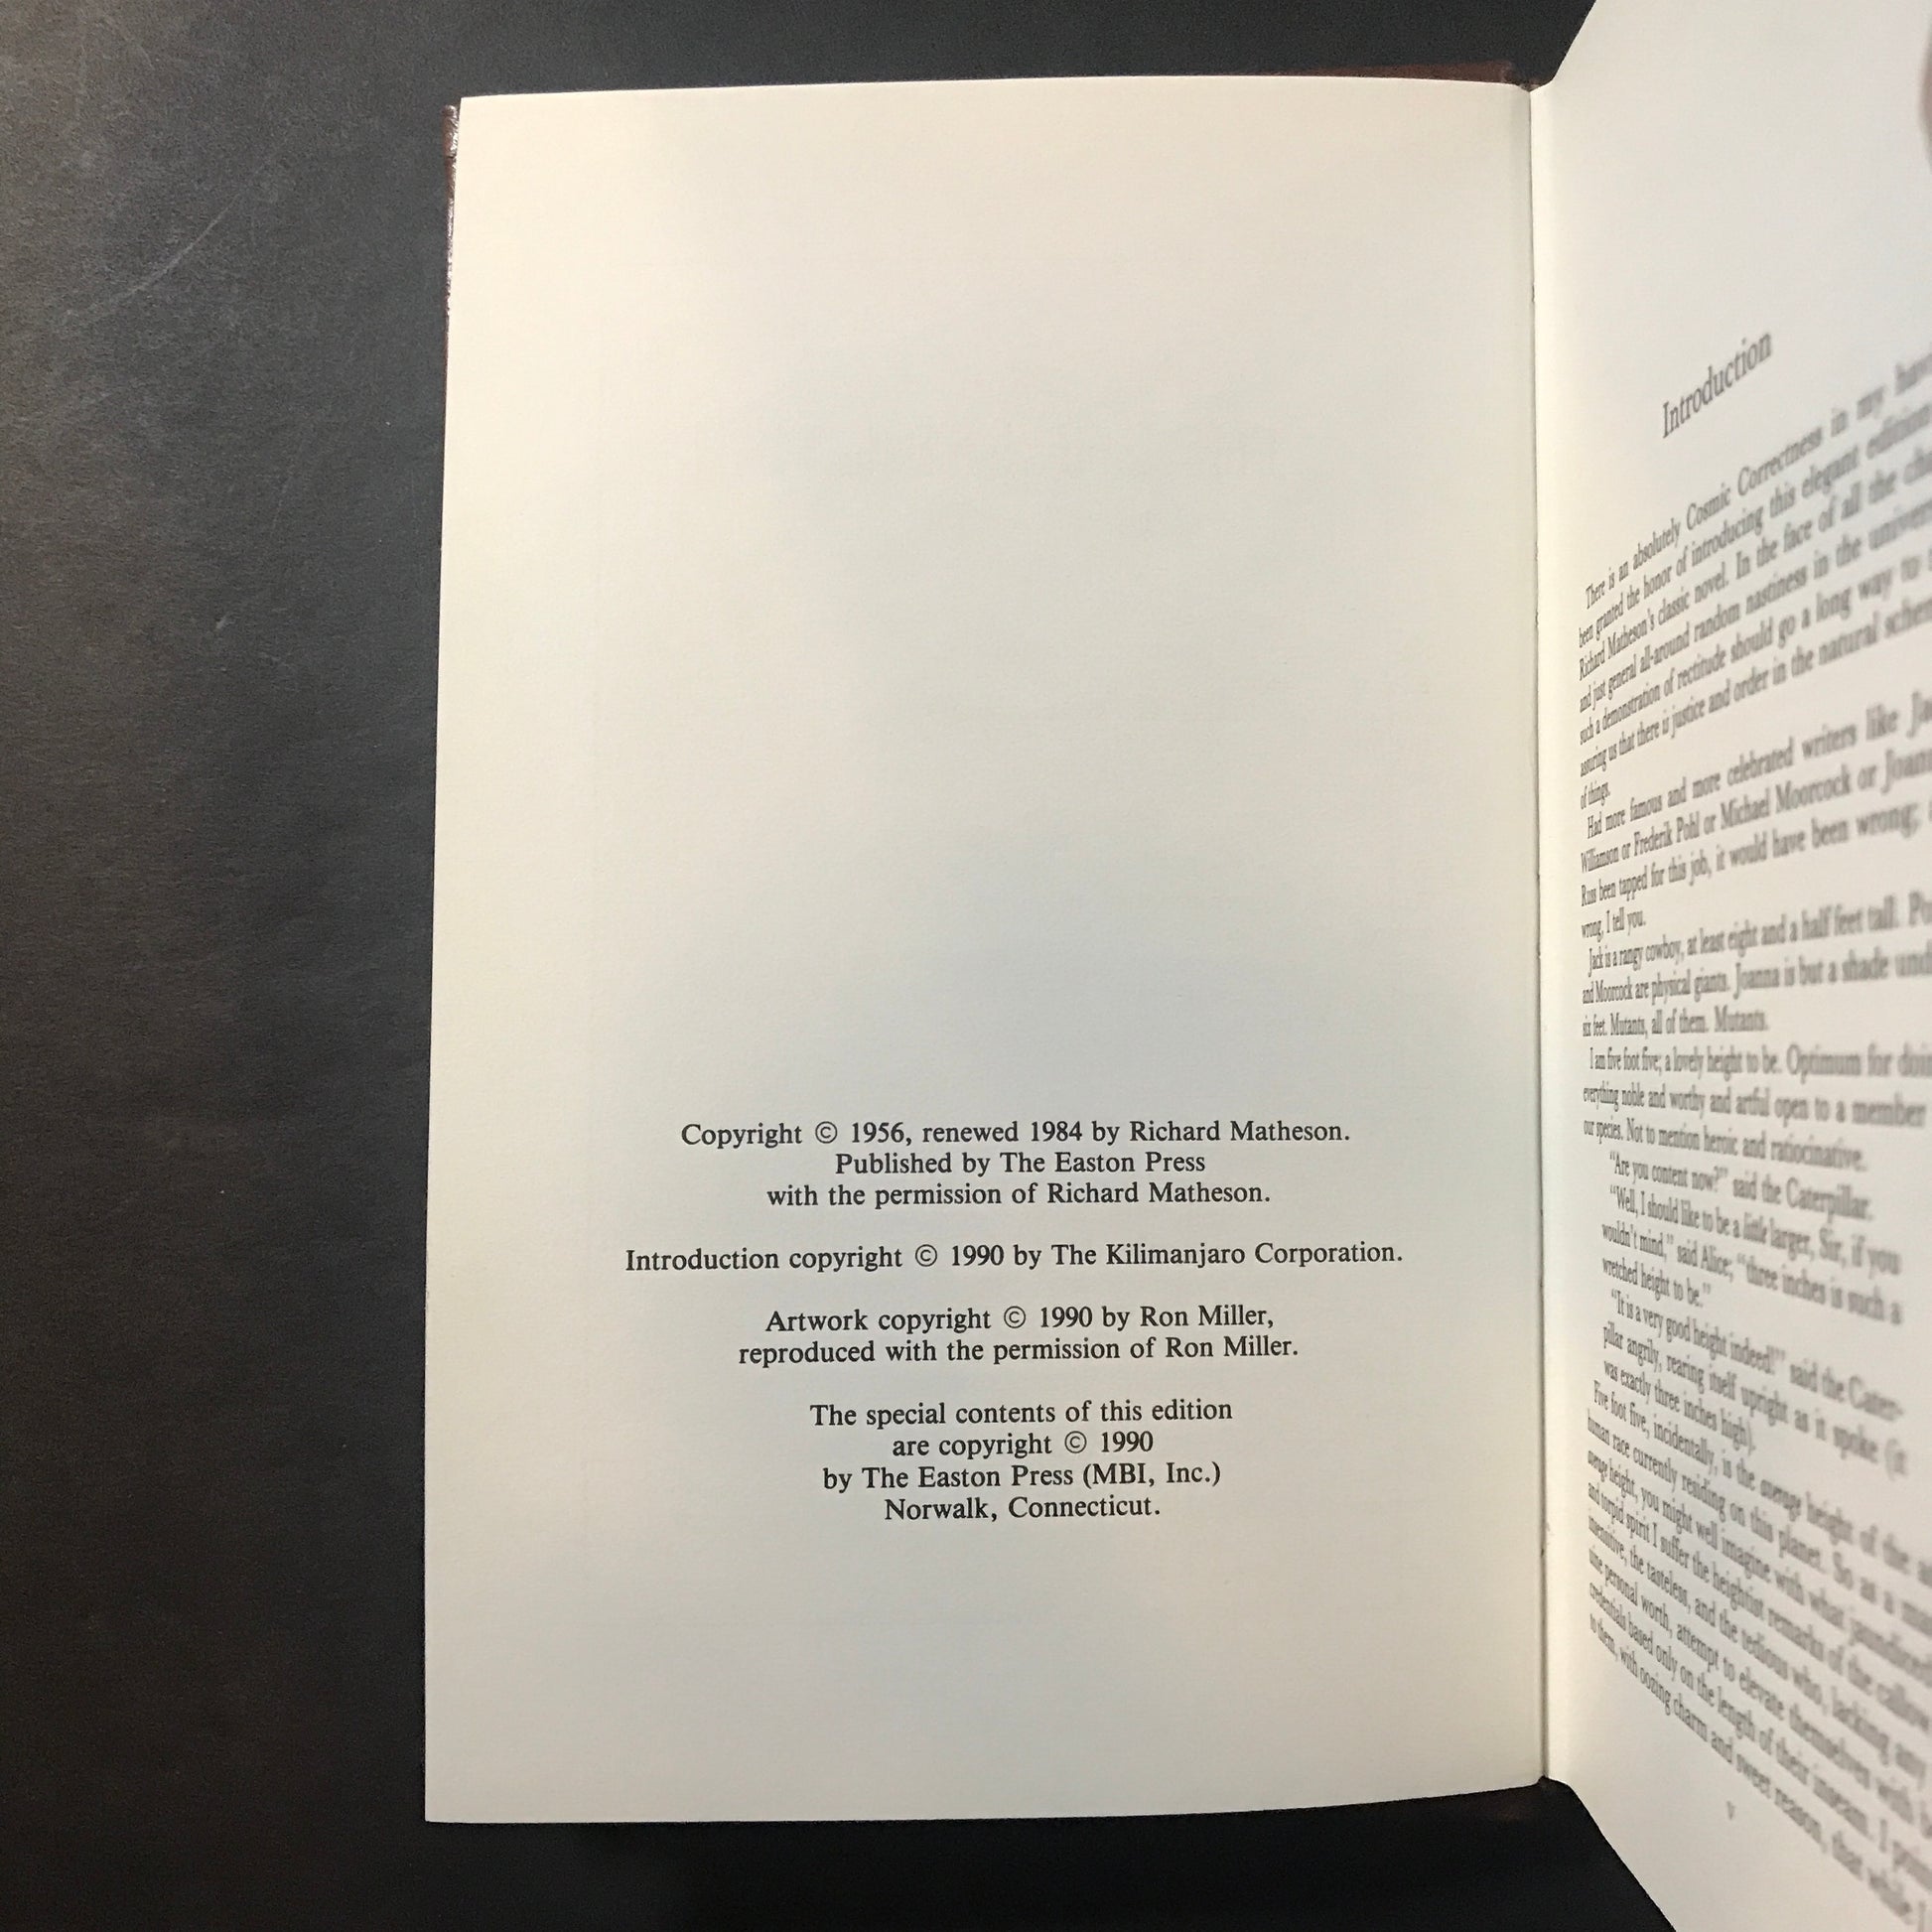 Copyright © 1956, renewed 1984 by Richard Matheson.
Published by The Easton Press
with the permission of Richard Matheson.
Introduction copyright © 1990 by The Kilimanjaro Corporation.
Artwork copyright © 1990 by Ron Miller,
reproduced with the permission of Ron Miller.
The special contents of this edition
are copyright © 1990
by The Easton Press (MBI, Inc.)
Norwalk, Connecticut.
Introduction
There is an absolutely Cosmic Correctness in my
been granted the honor of introducing this elegant edition
Richard Matheson's classic novel. In the face of all the
and just general all-around random nastiness in the
such a demonstration of rectitude should go a long way to
assuring us that there is justice and order in the natural
of things.
Had more famous and more celebrated writers like
Williamson or Frederik Pohl or Michael Moorcock or
Russ been tapped for this job, it would have been wrong;
wrong, I tell you.
Jack is a rangy cowboy, at least eight and a half feet tall.
and Moorcock are physical giants. Joanna is but a shade
six feet. Mutants, all of them. Mutants.
I am five foot five; a lovely height to be. Optimum for
everything noble and worthy and artful open to a member
our species. Not to mention heroic and ratiocinative.
"Are you content now?" said the Caterpillar.
"Well, I should like to be a little larger, Sir, if you
wouldn't mind," said Alice; "three inches is such a
wretched height to be."
"It is a very good height indeed!" said the Cater-
pillar angrily, rearing itself upright as it spoke (it
was exactly three inches high).
Five foot five, incidentally, is the average height of the
human race currently residing on this planet. So as a
average height, you might well imagine with what jaundiced
and torpid spirit I suffer the heightist remarks of the callow
insensitive, the tasteless, and the tedious who, lacking any
personal worth, attempt to elevate themselves with
credentials based only on the length of their inseam. I
to them, with oozing charm and sweet reason, that while
v